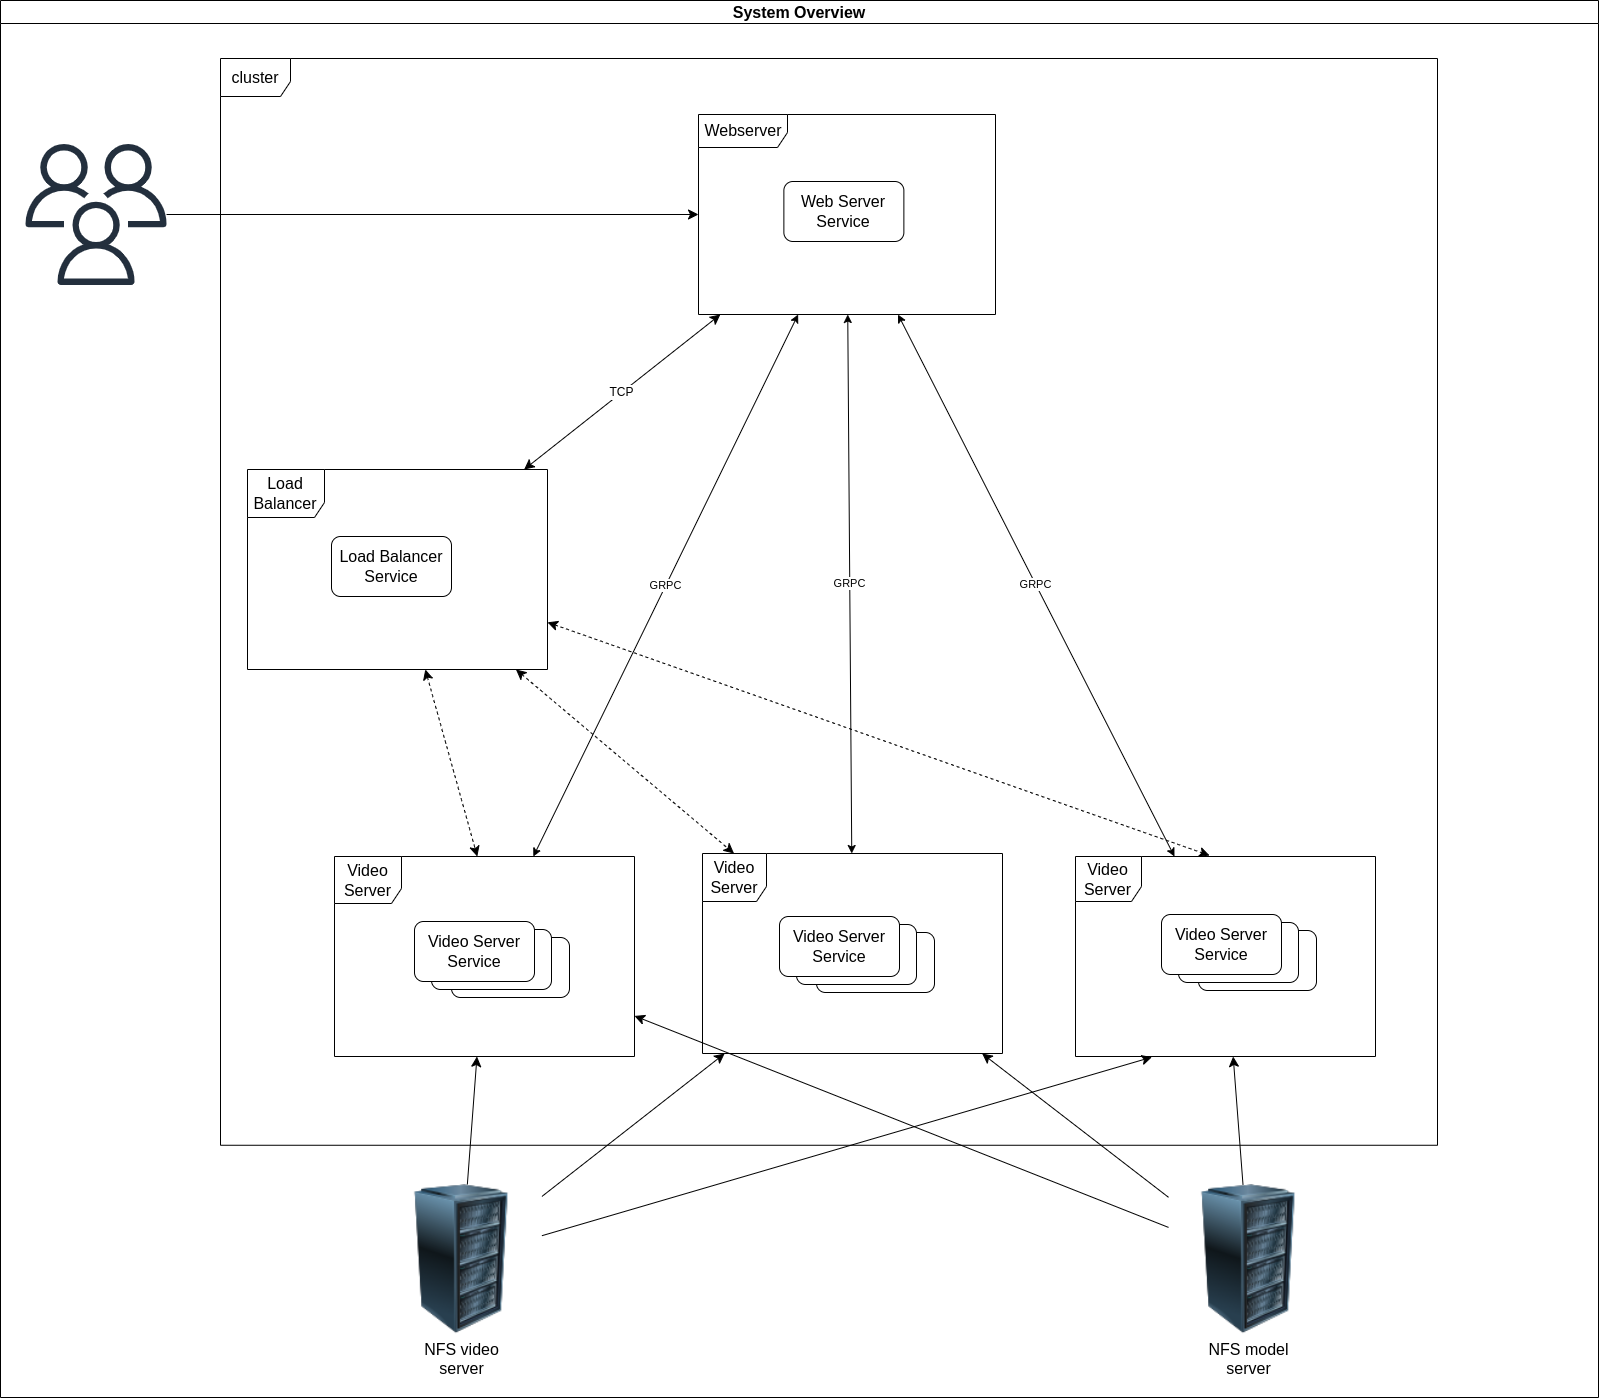 System Overview
cluster
Webserver
Web Server
Service
TCP
Load
Balancer
Load Balancer
Service
GRPC
GRPC
GRPC
Video
Server
Video Server
Service
Video
Server
Video Server
Service
Video
Server
Video Server
Service
NFS video
server
NFS model
server